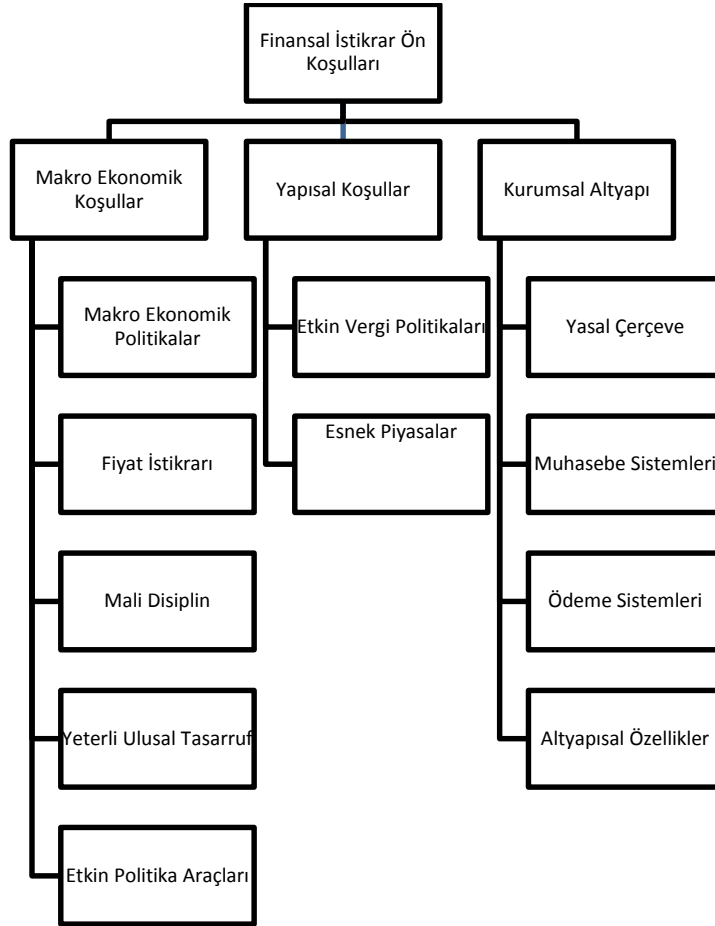 Finansal İstikrar Ön
Koşulları
Makro Ekonomik
Koşullar
Makro Ekonomik
Politikalar
Fiyat İstikrarı
Mali Disiplin
Yeterli Ulusal Tasarruf
Etkin Politika Araçları
Yapısal Koşullar
Etkin Vergi Politikaları
Esnek Piyasalar
Kurumsal Altyapı
Yasal Çerçeve
Muhasebe Sistemleri
Ödeme Sistemleri
Altyapısal Özellikler